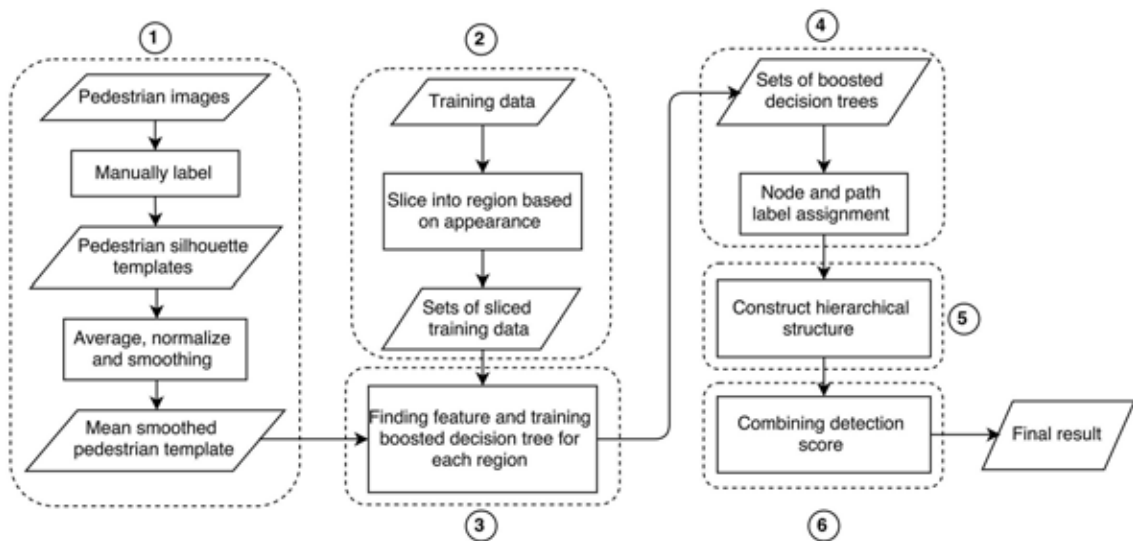 1
Pedestrian images
Manually label
Pedestrian silhouette
templates
Average, normalize
and smoothing
Mean smoothed
pedestrian template
2
Training data
Slice into region based
on appearance
Sets of sliced
training data
Finding feature and training
boosted decision tree for
each region
3
4
Sets of boosted
decision trees
Node and path
label assignment
Construct hierarchical
structure
5
Combining detection
score
6
Final result